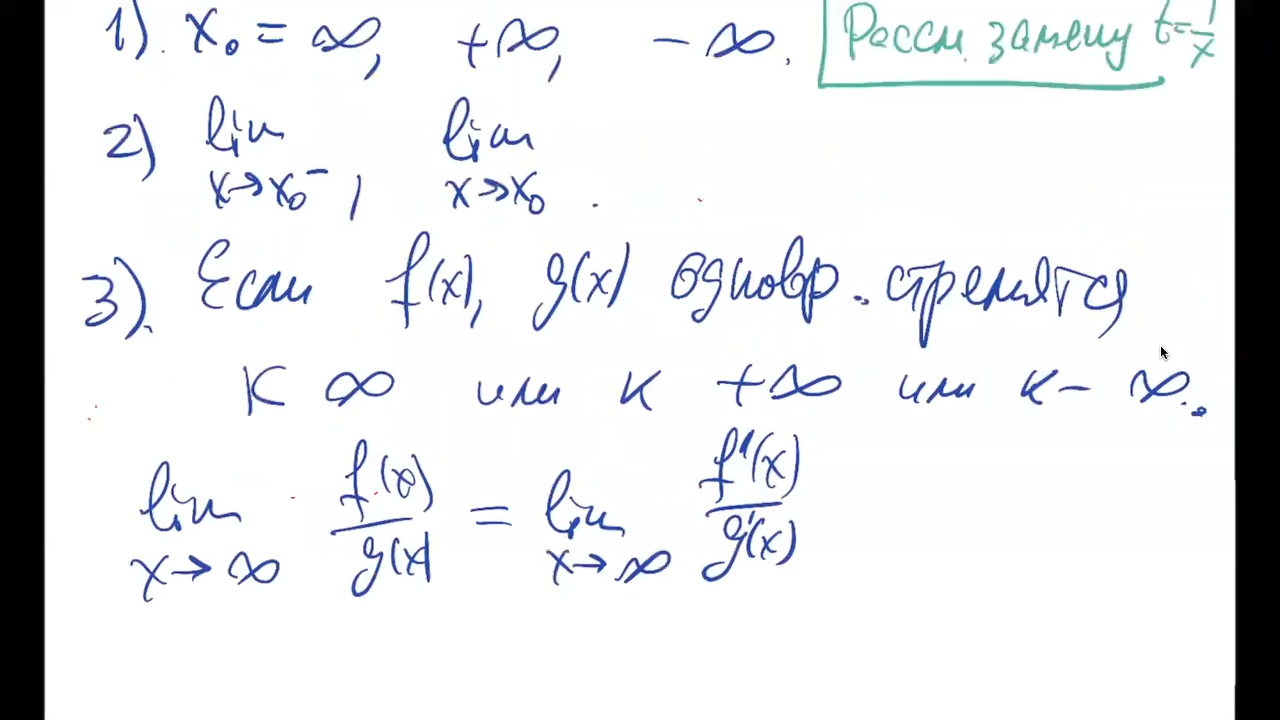 1). x₀ = ∞, +∞, -∞. Рассм. замену t=1/x
2) lim x→x₀⁻, lim x→x₀.
3). Если f(x), g(x) одновр. стремятся
к ∞ или к +∞ или к -∞.
lim x→∞ f(x)/g(x) = lim x→∞ f'(x)/g'(x)